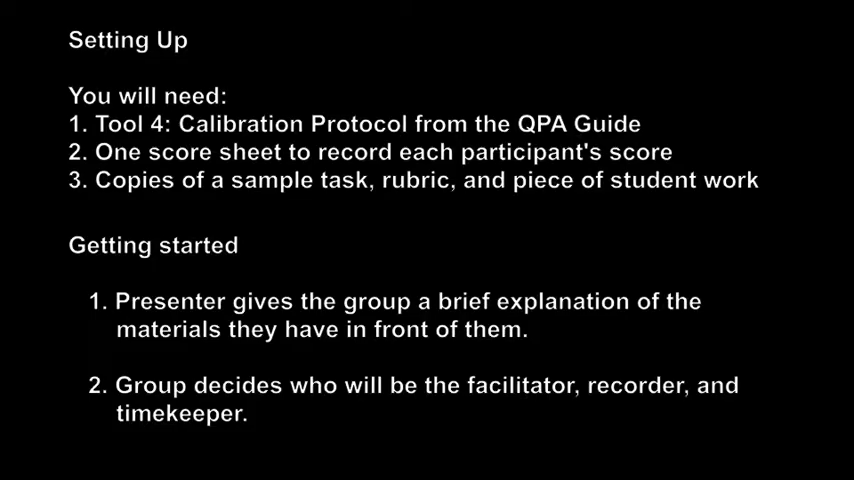 Setting Up
You will need:
1. Tool 4: Calibration Protocol from the QPA Guide
2. One score sheet to record each participant's score
3. Copies of a sample task, rubric, and piece of student work
Getting started
1. Presenter gives the group a brief explanation of the
materials they have in front of them.
2. Group decides who will be the facilitator, recorder, and
timekeeper.